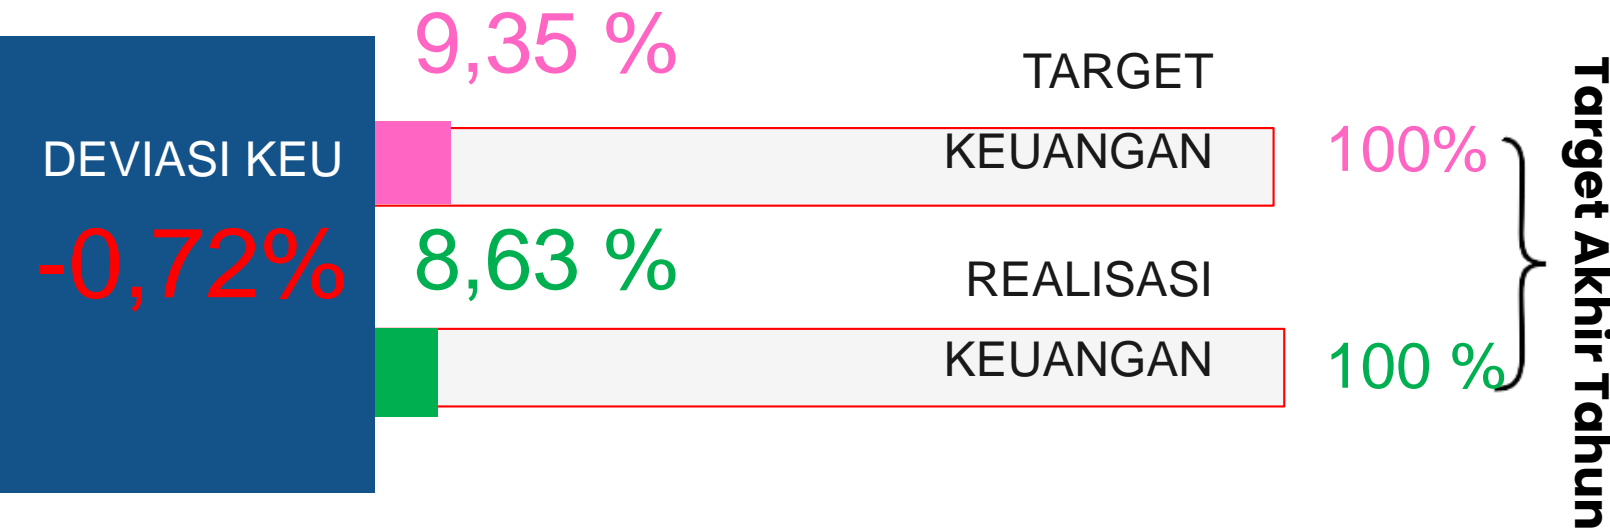 DEVIASI KEU
-0,72%
9,35 %
TARGET
KEUANGAN
100%
8,63 %
REALISASI
KEUANGAN
100 %
Target Akhir Tahun